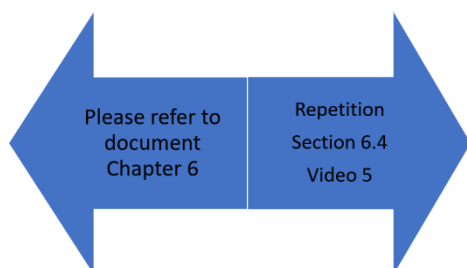 Please refer to
document
Chapter 6
Repetition
Section 6.4
Video 5